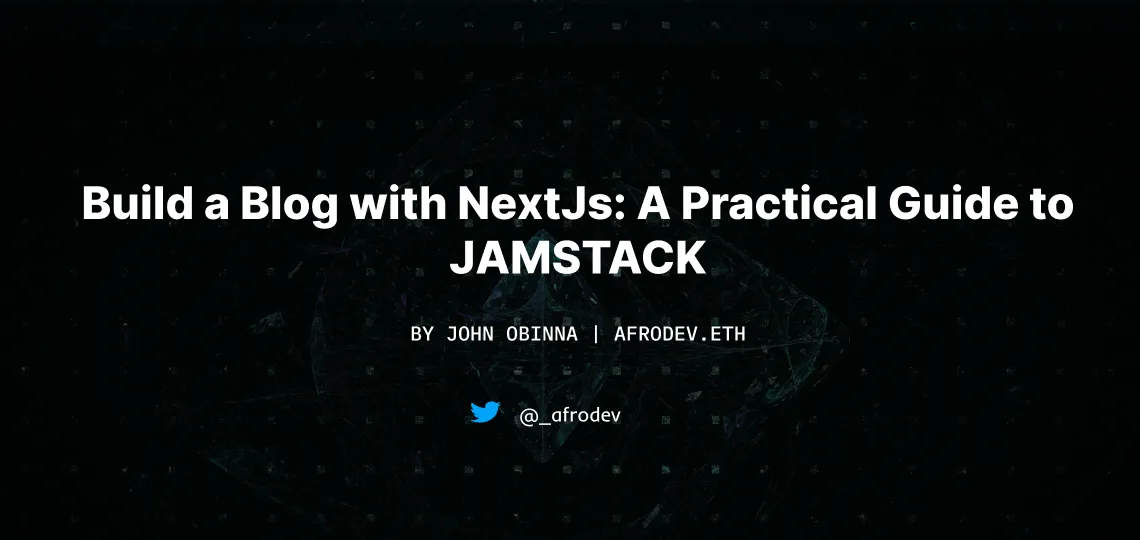 Build a Blog with NextJs: A Practical Guide to
JAMSTACK
BY JOHN OBINNA | AFRODEV.ETH
@_afrodev